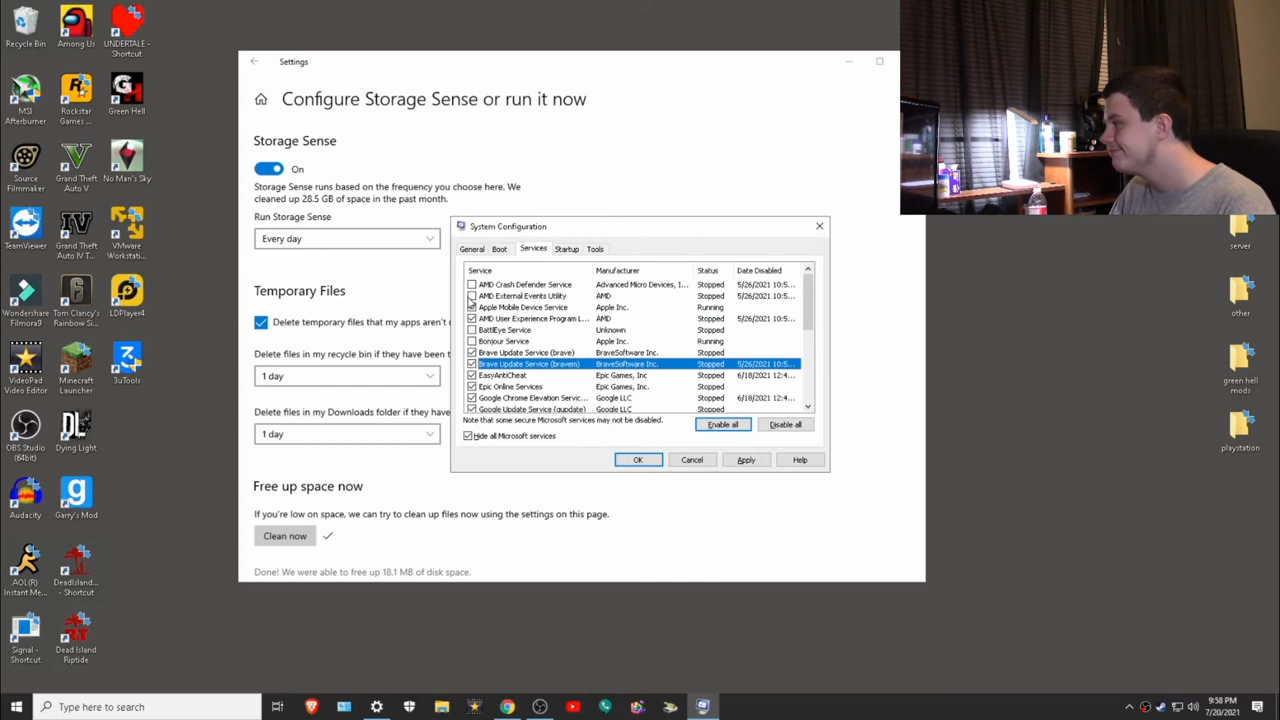 Recycle Bin
Among Us
UNDERTALE -
Shortcut
MSI
Afterburner
Rockstar
Games ...
Green Hell
Source
Filmmaker
Grand Theft
Auto V
No Man's Sky
TeamViewer
Grand Theft
Auto IV T...
VMware
Workstati...
Wondershare
Filmora9
Tom Clancy's
Rainbow S...
LDPlayer4
VideoPad
Video Editor
Minecraft
Launcher
3uTools
OBS Studio
(64bit)
Dying Light
Audacity
Garry's Mod
AOL(R)
Instant Me...
DeadIsland...
- Shortcut
Signal -
Shortcut
Dead Island
Riptide
Settings
Configure Storage Sense or run it now
Storage Sense
On
Storage Sense runs based on the frequency you choose here. We
cleaned up 28.5 GB of space in the past month.
Run Storage Sense
Every day
Temporary Files
Delete temporary files that my apps aren't u
Delete files in my recycle bin if they have been t
1 day
Delete files in my Downloads folder if they have
1 day
Free up space now
If you're low on space, we can try to clean up files now using the settings on this page.
Clean now
Done! We were able to free up 18.1 MB of disk space.
System Configuration
General Boot Services Startup Tools
Service Manufacturer Status Date Disabled
AMD Crash Defender Service Advanced Micro Devices, I... Stopped 5/26/2021 10:5...
AMD External Events Utility AMD Stopped 5/26/2021 10:5...
Apple Mobile Device Service Apple Inc. Running
AMD User Experience Program L... AMD Stopped 5/26/2021 10:5...
BattlEye Service Unknown Stopped
Bonjour Service Apple Inc. Running
Brave Update Service (brave) BraveSoftware Inc. Stopped
Brave Update Service (bravem) BraveSoftware Inc. Stopped 5/26/2021 10:5...
EasyAntiCheat Epic Games, Inc Stopped 6/18/2021 12:4...
Epic Online Services Epic Games, Inc. Stopped
Google Chrome Elevation Servic... Google LLC Stopped 6/18/2021 12:4...
Google Update Service (gupdate) Google LLC Stopped
Note that some secure Microsoft services may not be disabled.
Enable all Disable all
Hide all Microsoft services
OK Cancel Apply Help
server
other
green hell
mods
playstation
Type here to search
9:58 PM
7/20/2021